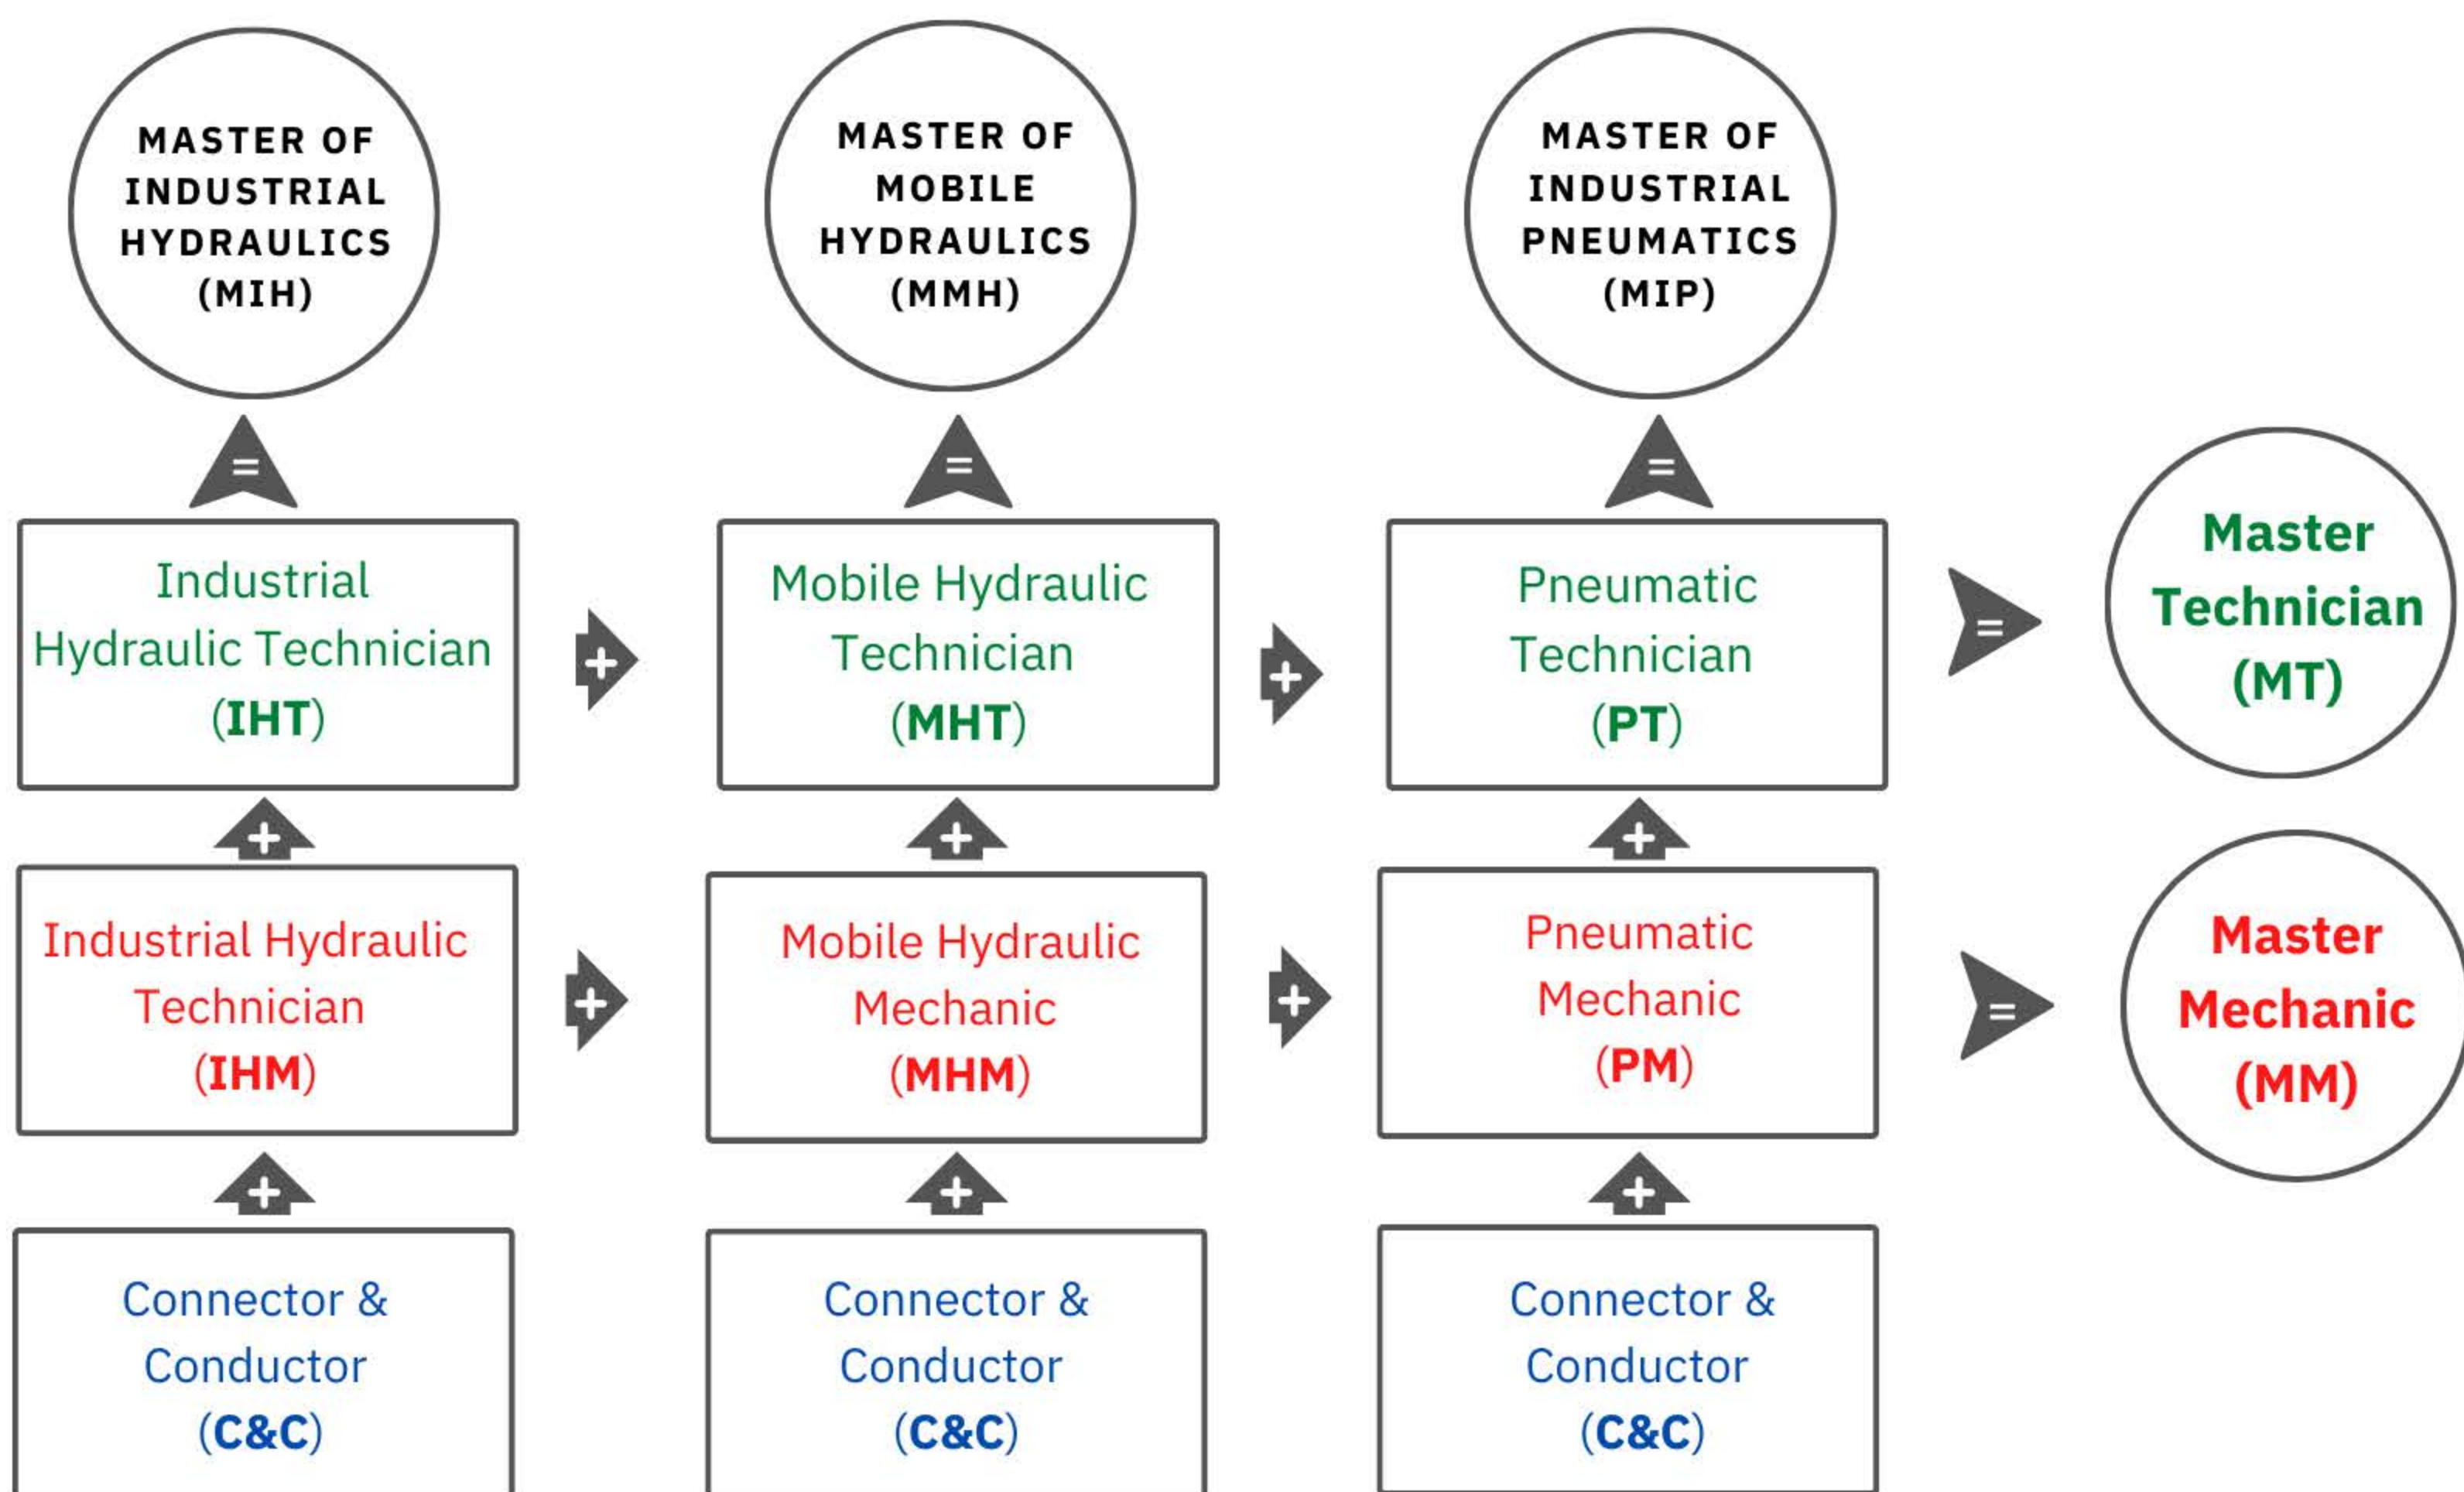 MASTER OF
INDUSTRIAL
HYDRAULICS
(MIH)
MASTER OF
MOBILE
HYDRAULICS
(MMH)
MASTER OF
INDUSTRIAL
PNEUMATICS
(MIP)
=
=
=
Industrial
Hydraulic Technician
(IHT)
+
Mobile Hydraulic
Technician
(MHT)
+
Pneumatic
Technician
(PT)
=
Master
Technician
(MT)
+
+
+
Industrial Hydraulic
Technician
(IHM)
+
Mobile Hydraulic
Mechanic
(MHM)
+
Pneumatic
Mechanic
(PM)
=
Master
Mechanic
(MM)
+
+
+
Connector &
Conductor
(C&C)
Connector &
Conductor
(C&C)
Connector &
Conductor
(C&C)